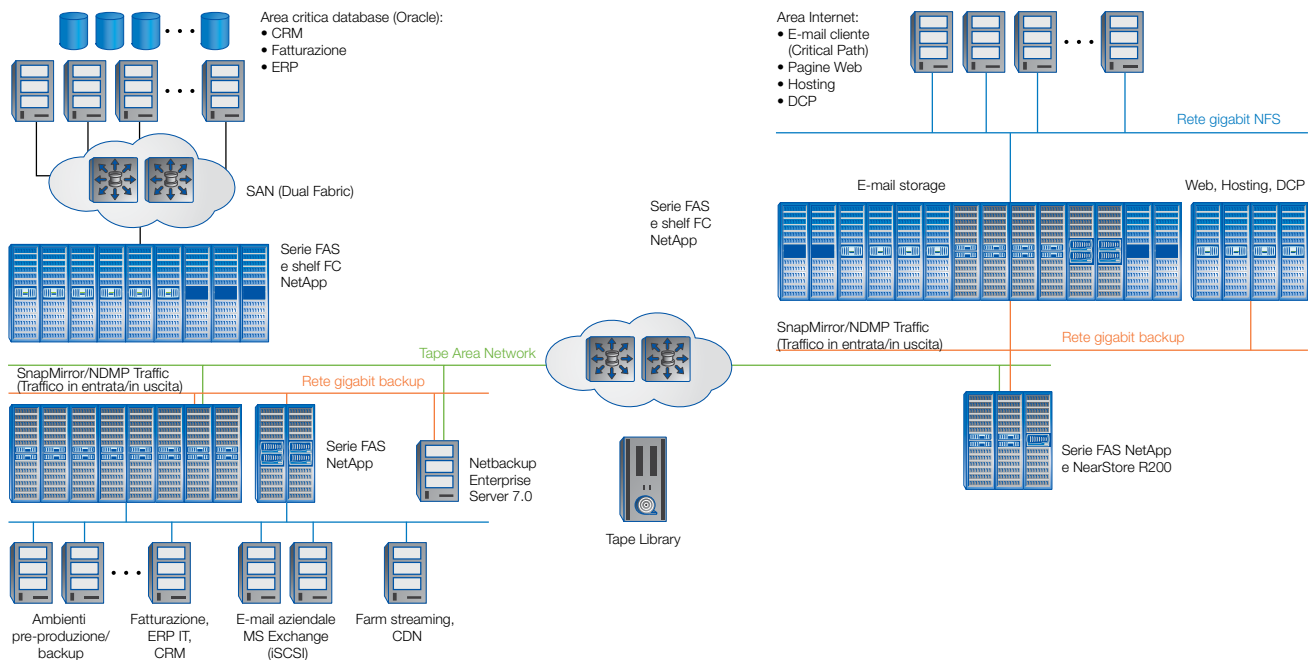 Area critica database (Oracle):
• CRM
• Fatturazione
• ERP
SAN (Dual Fabric)
Serie FAS
e shelf FC
NetApp
Area Internet:
• E-mail cliente
(Critical Path)
• Pagine Web
• Hosting
• DCP
Rete gigabit NFS
E-mail storage
Web, Hosting, DCP
Serie FAS
e shelf FC
NetApp
SnapMirror/NDMP Traffic
(Traffico in entrata/in uscita)
Rete gigabit backup
Tape Area Network
SnapMirror/NDMP Traffic
(Traffico in entrata/in uscita)
Rete gigabit backup
Serie FAS
NetApp
Netbackup
Enterprise
Server 7.0
Tape Library
Serie FAS NetApp
e NearStore R200
Ambienti
pre-produzione/
backup
Fatturazione,
ERP IT,
CRM
E-mail aziendale
MS Exchange
(iSCSI)
Farm streaming,
CDN